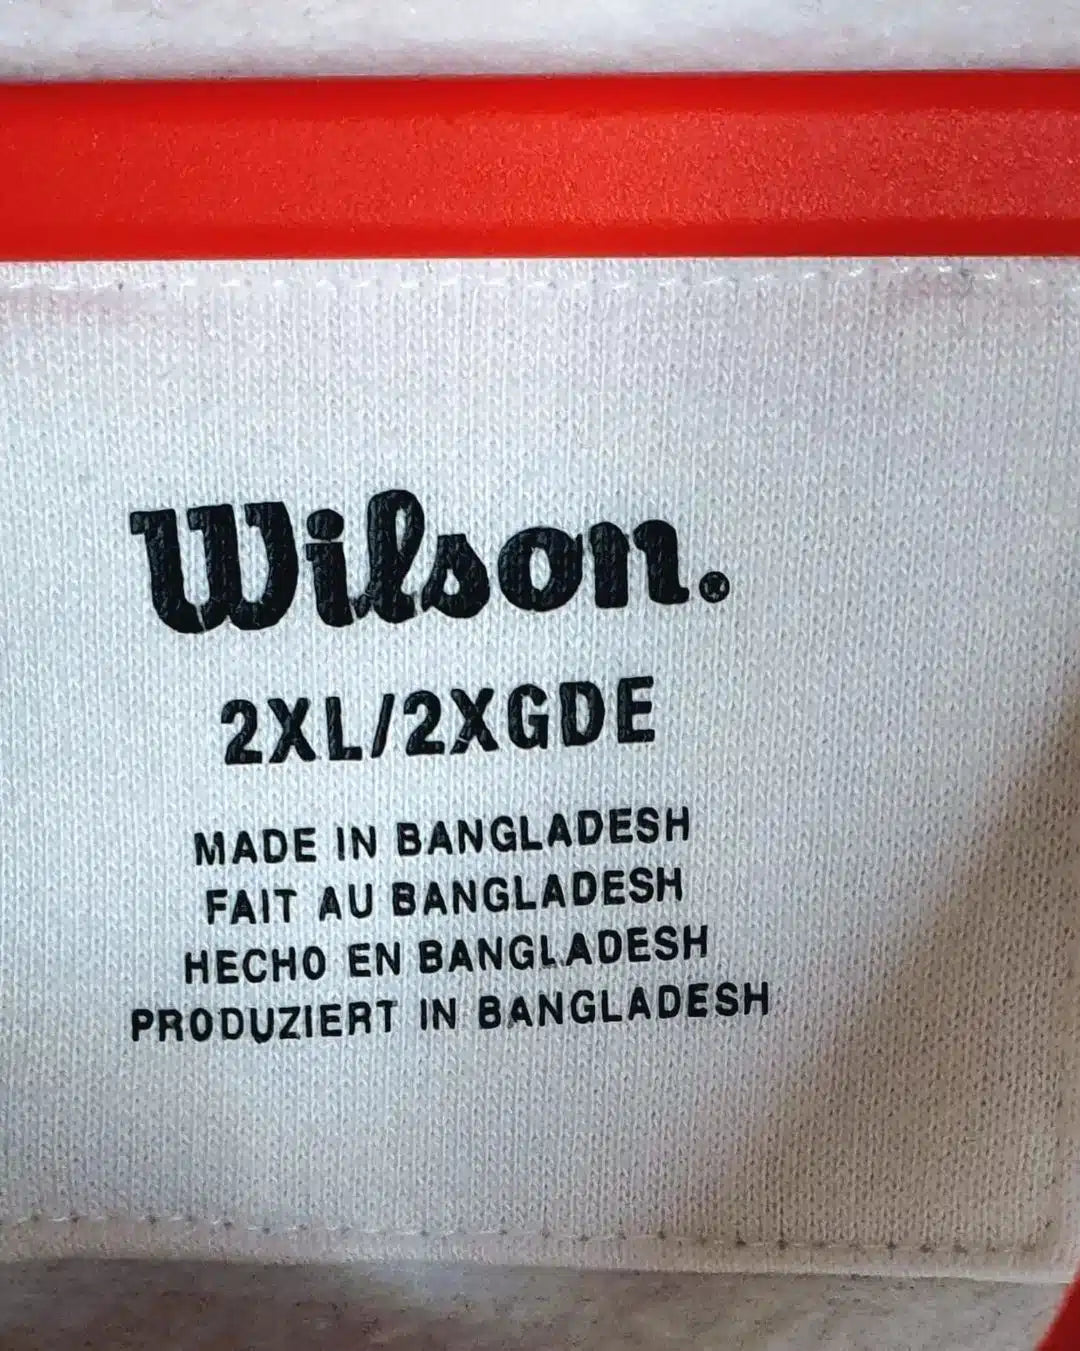 Wilson.
2XL/2XGDE
MADE IN BANGLADESH
FAIT AU BANGLADESH
HECHO EN BANGLADESH
PRODUZIERT IN BANGLADESH